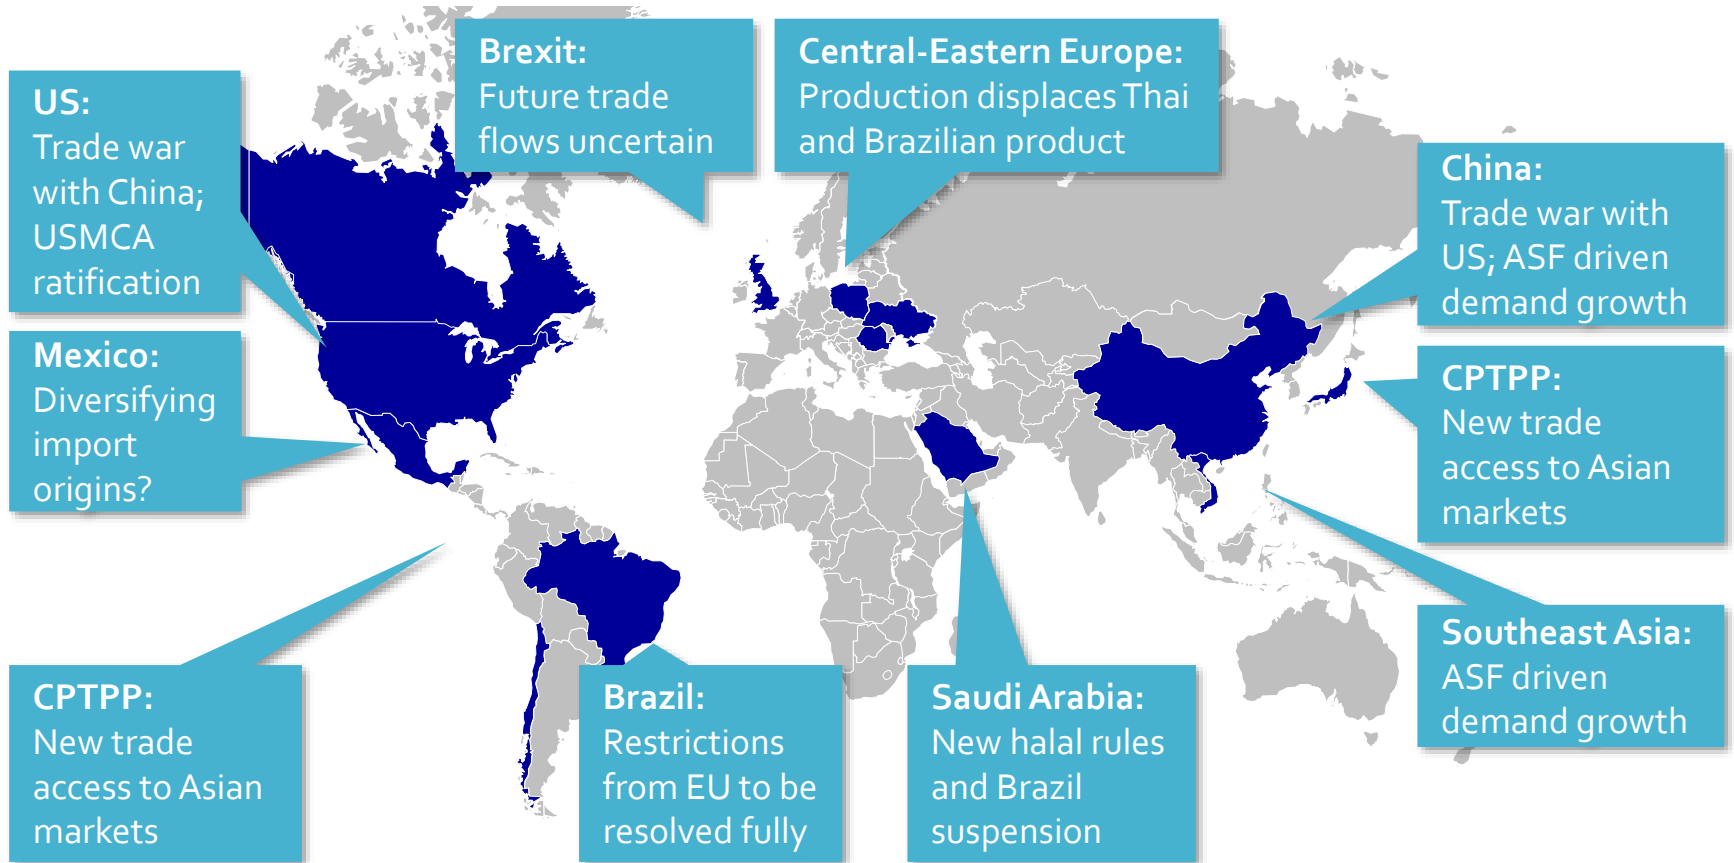 US:
Trade war
with China;
USMCA
ratification
Brexit:
Future trade
flows uncertain
Central-Eastern Europe:
Production displaces Thai
and Brazilian product
China:
Trade war with
US; ASF driven
demand growth
Mexico:
Diversifying
import
origins?
CPTPP:
New trade
access to Asian
markets
Southeast Asia:
ASF driven
demand growth
CPTPP:
New trade
access to Asian
markets
Brazil:
Restrictions
from EU to be
resolved fully
Saudi Arabia:
New halal rules
and Brazil
suspension